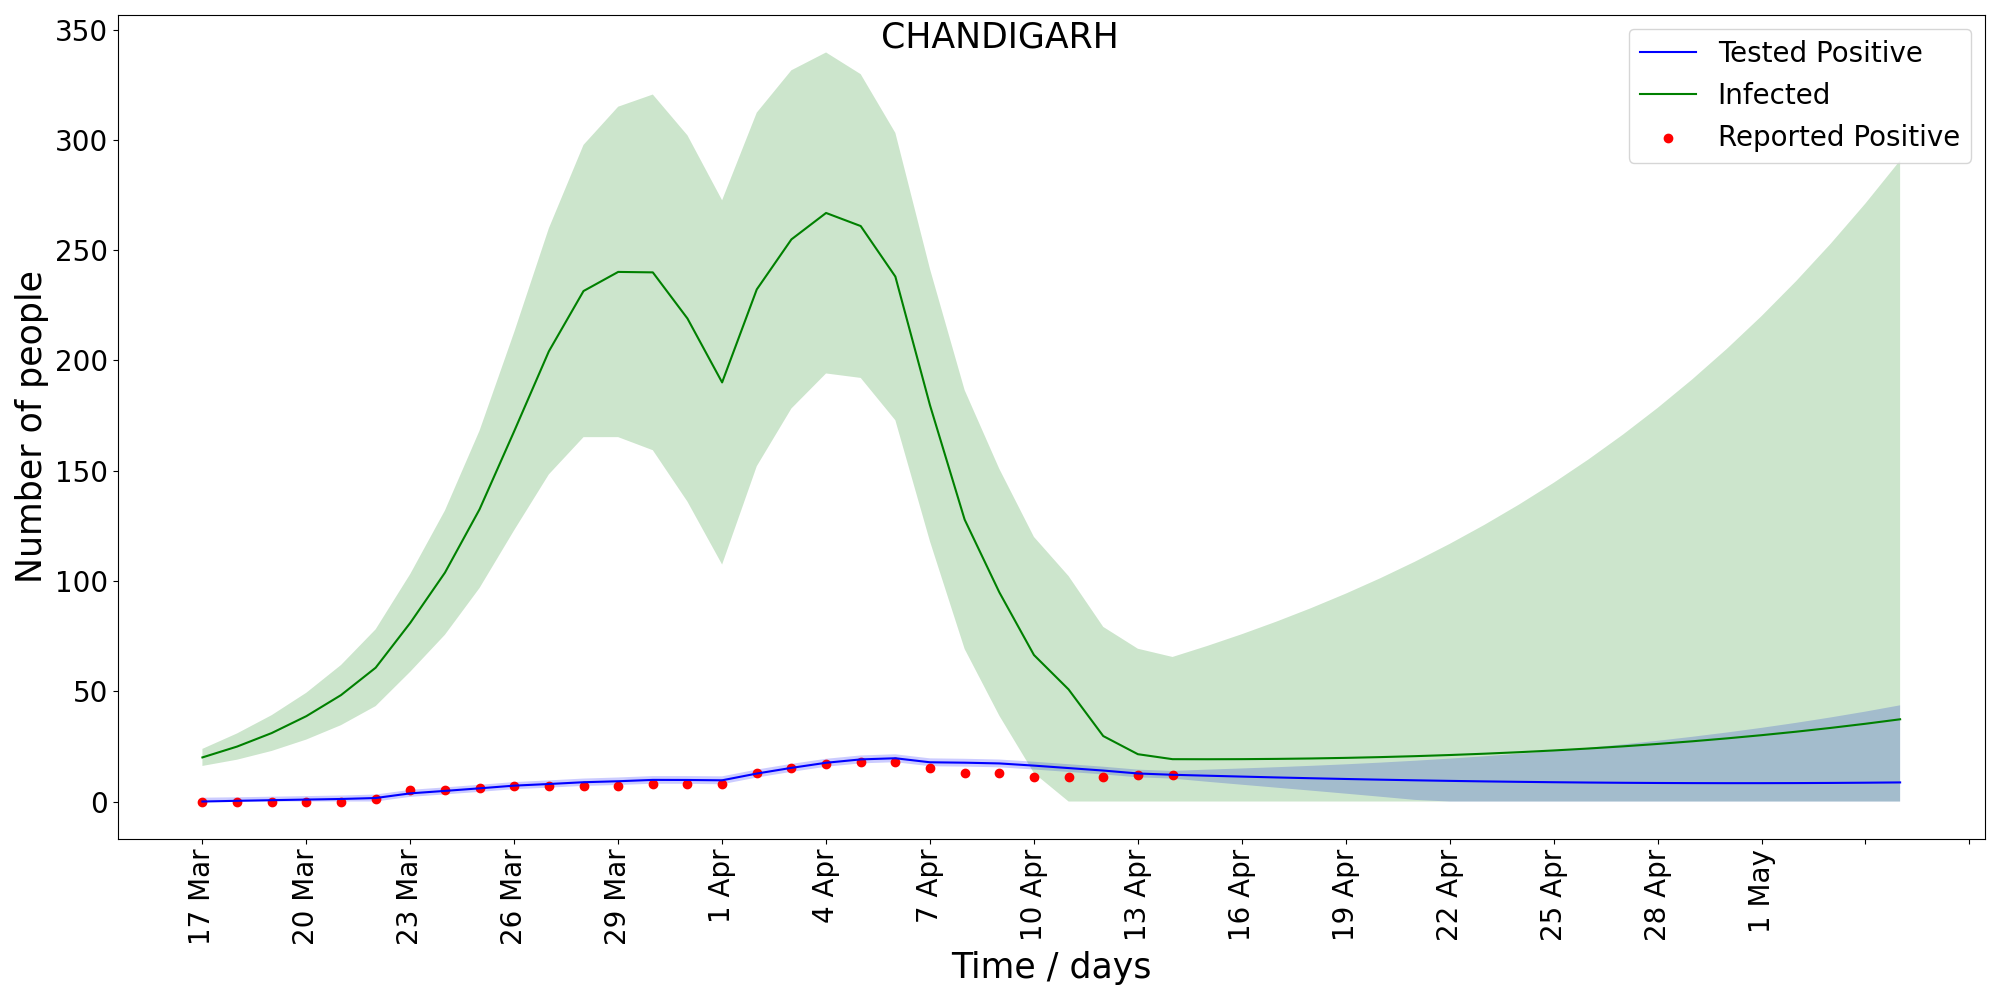 CHANDIGARH
Tested Positive
Infected
Reported Positive
Number of people
350
300
250
200
150
100
50
0
17 Mar
20 Mar
23 Mar
26 Mar
29 Mar
1 Apr
4 Apr
7 Apr
10 Apr
13 Apr
16 Apr
19 Apr
22 Apr
25 Apr
28 Apr
1 May
Time / days